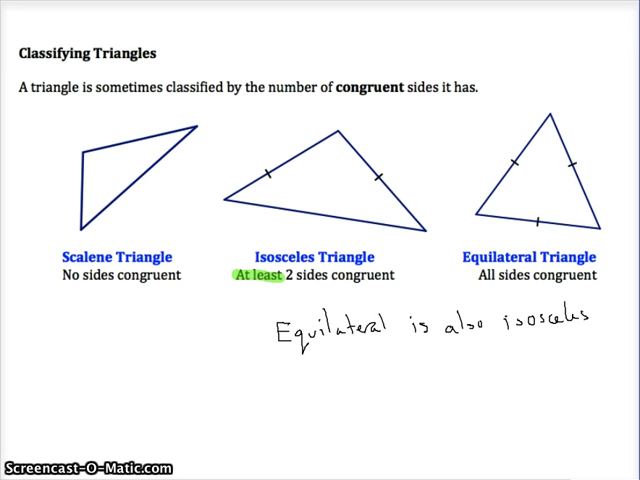 Classifying Triangles
A triangle is sometimes classified by the number of congruent sides it has.
Scalene Triangle
No sides congruent
Isosceles Triangle
At least 2 sides congruent
Equilateral Triangle
All sides congruent
Equilateral is also isosceles
Screencast-O-Matic.com